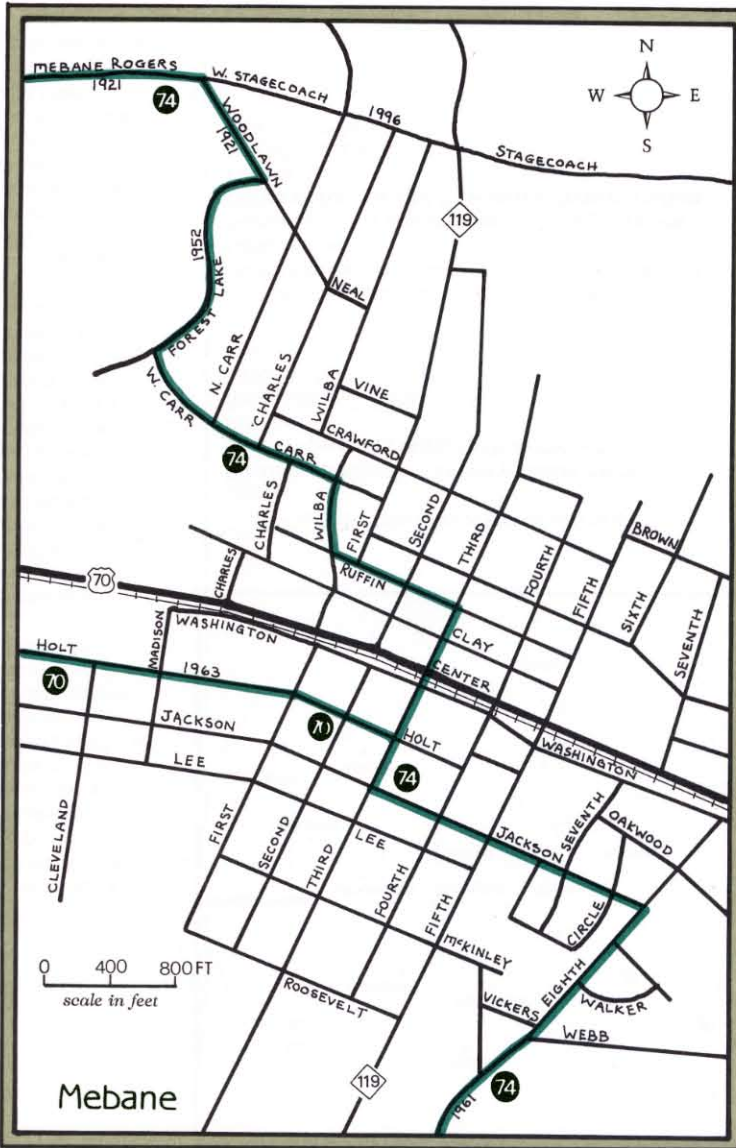 MEBANE ROGERS
1921
74
W. STAGECOACH
1996
STAGECOACH
N
W E
S
WOODLAWN
1921
119
1952
FOREST LAKE
NEAL
W. CARR
N. CARR
CHARLES
WILBA
VINE
CRAWFORD
74
CARR
CHARLES
WILBA
FIRST
SECOND
THIRD
FOURTH
FIFTH
BROWN
SIXTH
SEVENTH
RUFFIN
CHARLES
70
CLAY
CENTER
WASHINGTON
MADISON
HOLT
1963
70
70
HOLT
74
WASHINGTON
JACKSON
LEE
CLEVELAND
FIRST
SECOND
THIRD
LEE
FOURTH
FIFTH
JACKSON
SEVENTH
OAKWOOD
CIRCLE
McKINLEY
EIGHTH
WALKER
VICKERS
WEBB
ROOSEVELT
0 400 800 FT
scale in feet
119
74
1961
Mebane